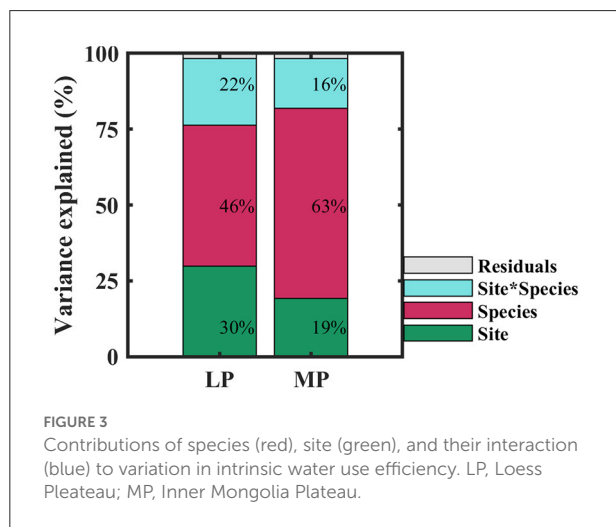 100
75
50
25
0
Variance explained (%)
22%
16%
46%
63%
30%
19%
LP
MP
Residuals
Site*Species
Species
Site
FIGURE 3
Contributions of species (red), site (green), and their interaction
(blue) to variation in intrinsic water use efficiency. LP, Loess
Pleateau; MP, Inner Mongolia Plateau.